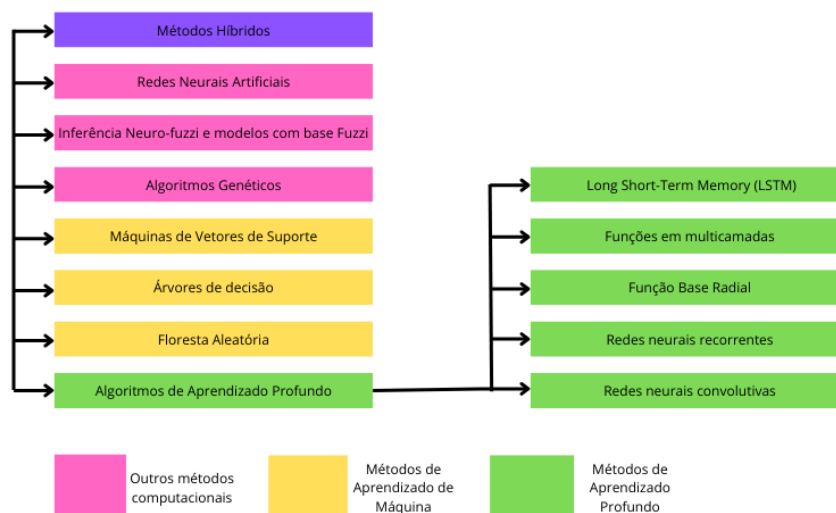 Métodos Híbridos
Redes Neurais Artificiais
Inferência Neuro-fuzzi e modelos com base Fuzzi
Algoritmos Genéticos
Máquinas de Vetores de Suporte
Árvores de decisão
Floresta Aleatória
Algoritmos de Aprendizado Profundo
Long Short-Term Memory (LSTM)
Funções em multicamadas
Função Base Radial
Redes neurais recorrentes
Redes neurais convolutivas
Outros métodos
computacionais
Métodos de
Aprendizado de
Máquina
Métodos de
Aprendizado
Profundo